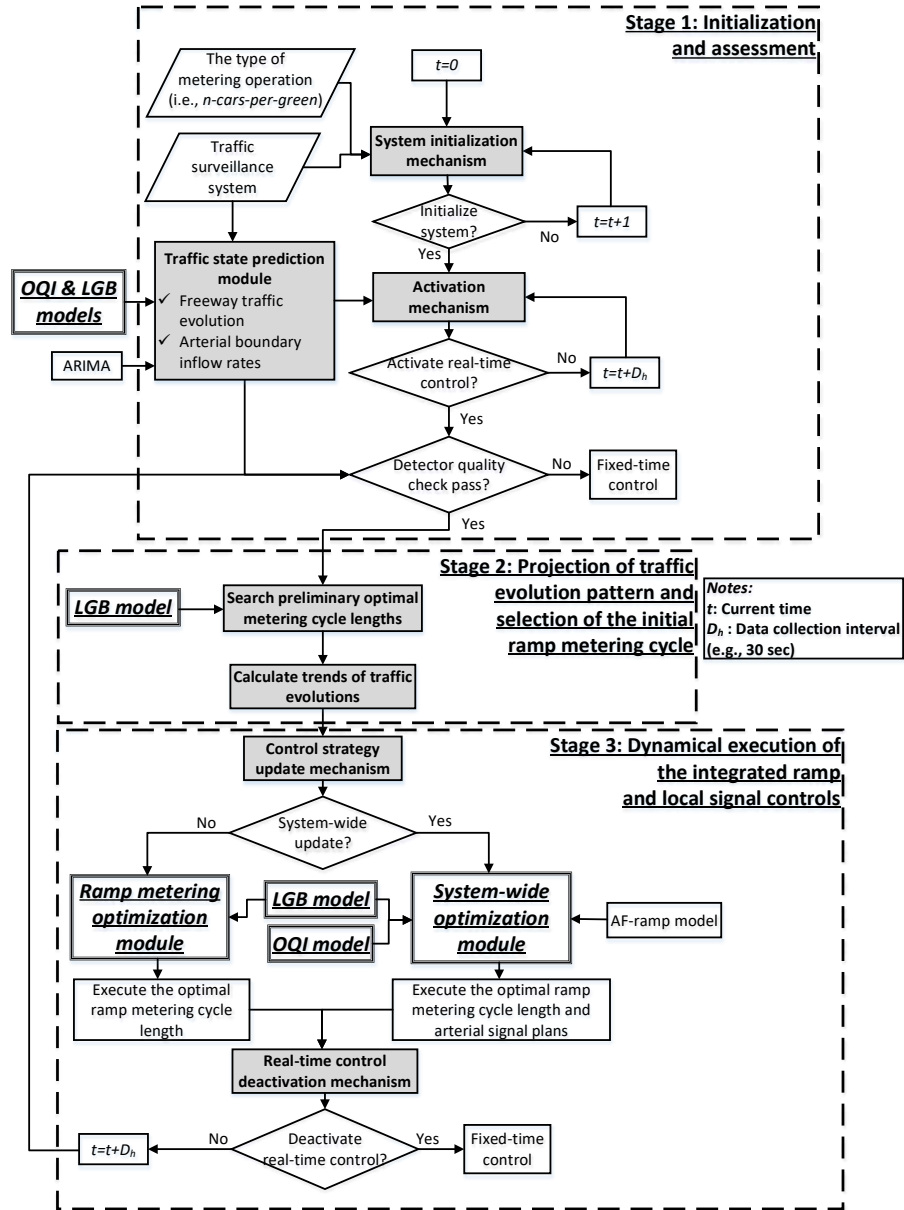 Stage 1: Initialization
and assessment
The type of
metering operation
(i.e., n-cars-per-green)
t=0
System initialization
mechanism
Traffic
surveillance
system
Initialize
system?
No
t=t+1
Yes
Traffic state prediction
module
✓ Freeway traffic
evolution
✓ Arterial boundary
inflow rates
OQI & LGB
models
ARIMA
Activation
mechanism
Activate real-time
control?
No
t=t+Dh
Yes
Detector quality
check pass?
No
Fixed-time
control
Yes
Stage 2: Projection of traffic
evolution pattern and
selection of the initial
ramp metering cycle
LGB model
Search preliminary optimal
metering cycle lengths
Calculate trends of traffic
evolutions
Notes:
t: Current time
Dh : Data collection interval
(e.g., 30 sec)
Stage 3: Dynamical execution of
the integrated ramp
and local signal controls
Control strategy
update mechanism
System-wide
update?
No
Yes
Ramp metering
optimization
module
LGB model
OQI model
System-wide
optimization
module
AF-ramp model
Execute the optimal
ramp metering cycle
length
Execute the optimal ramp
metering cycle length and
arterial signal plans
Real-time control
deactivation mechanism
Deactivate
real-time control?
No
t=t+Dh
Yes
Fixed-time
control